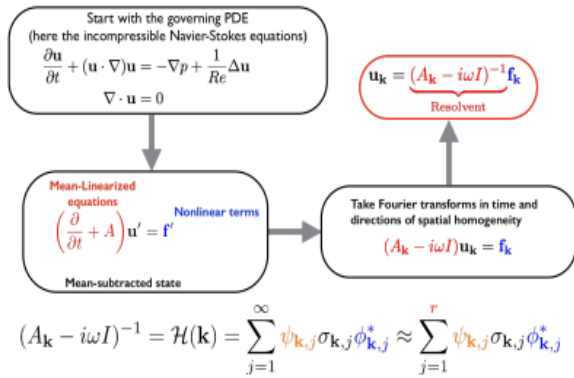 Start with the governing PDE
(here the incompressible Navier-Stokes equations)
∂u/∂t + (u · ∇)u = −∇p + 1/Re Δu
∇ · u = 0
u_k = (A_k − iωI)^{−1} f_k
Resolvent
Mean-Linearized
equations
Nonlinear terms
(∂/∂t + A) u′ = f′
Mean-subtracted state
Take Fourier transforms in time and
directions of spatial homogeneity
(A_k − iωI)u_k = f_k
(A_k − iωI)^{−1} = ℋ(k) = ∑_{j=1}^{∞} ψ_{k,j}σ_{k,j}ϕ*_{k,j} ≈ ∑_{j=1}^{r} ψ_{k,j}σ_{k,j}ϕ*_{k,j}